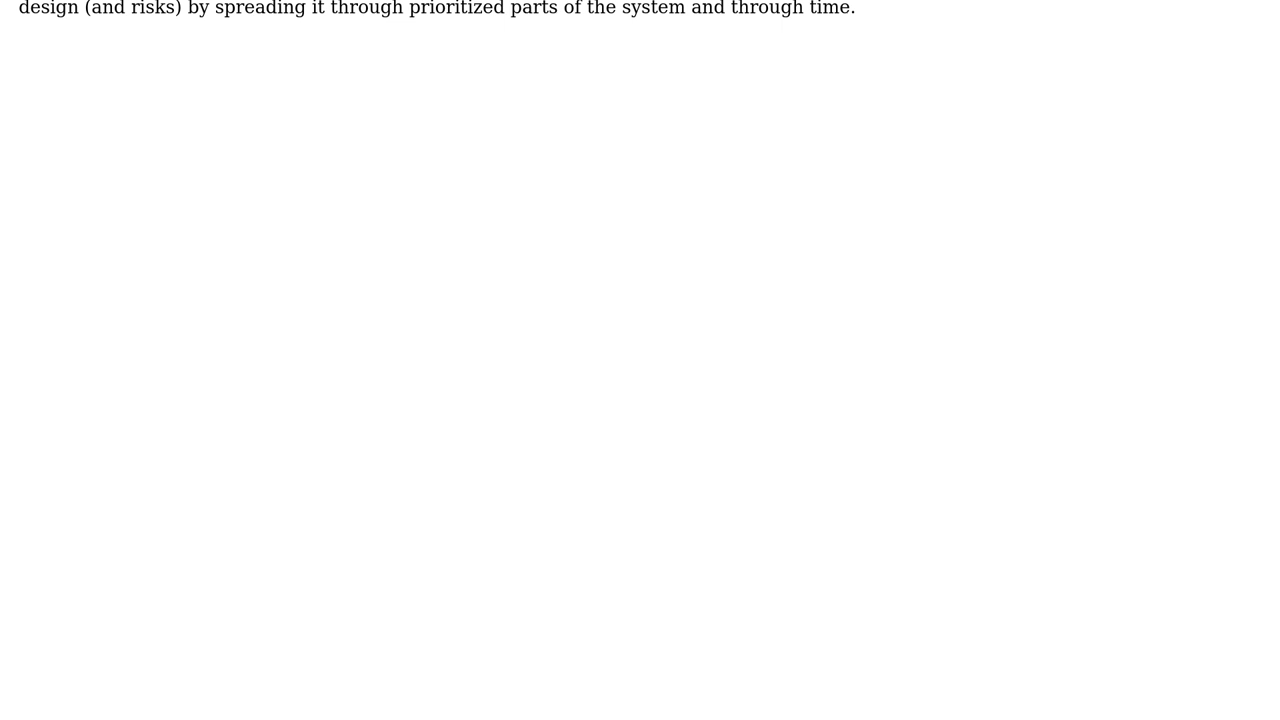 design (and risks) by spreading it through prioritized parts of the system and through time.